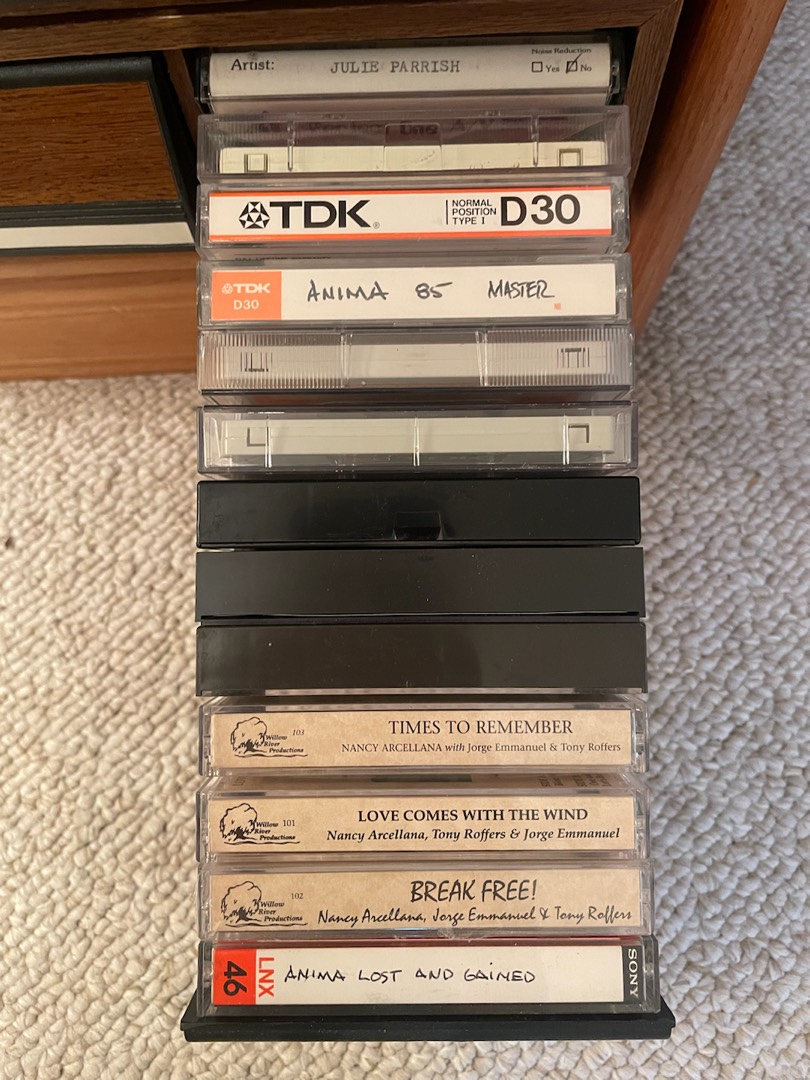 Noise Reduction
Artist: JULIE PARRISH Yes No
TDK® NORMAL POSITION TYPE I D30
TDK D30 ANIMA 85 MASTER
Willow River Productions 103 TIMES TO REMEMBER
NANCY ARCELLANA with Jorge Emmanuel & Tony Roffers
Willow River Productions 101 LOVE COMES WITH THE WIND
Nancy Arcellana, Tony Roffers & Jorge Emmanuel
Willow River Productions 102 BREAK FREE!
Nancy Arcellana, Jorge Emmanuel & Tony Roffers
LNX 46 ANIMA LOST AND GAINED SONY